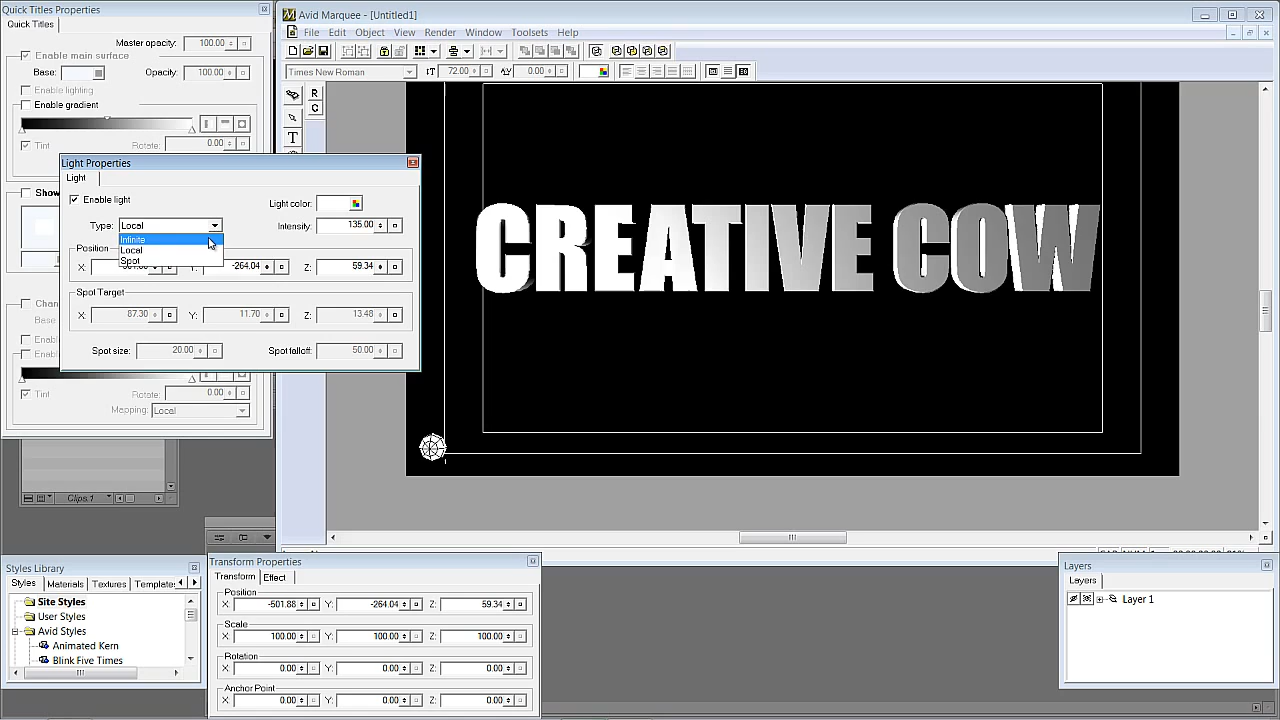 Quick Titles Properties
Quick Titles
Master opacity: 100.00
Enable main surface
Base: Opacity: 100.00
Enable lighting
Enable gradient
Tint Rotate: 0.00
Light Properties
Light
Enable light Light color:
Type: Local Intensity: 135.00
Infinite
Local
Spot
Position
X: Y: -264.04 Z: 59.34
Spot Target
X: 87.30 Y: 11.70 Z: 13.48
Spot size: 20.00 Spot falloff: 50.00
Tint Rotate: 0.00
Mapping: Local
Clips.1
Avid Marquee - [Untitled1]
File Edit Object View Render Window Toolsets Help
Times New Roman 72.00 0.00
R
C
T
CREATIVE COW
Styles Library
Styles Materials Textures Template
Site Styles
User Styles
Avid Styles
Animated Kern
Blink Five Times
Transform Properties
Transform Effect
Position
X: -501.88 Y: -264.04 Z: 59.34
Scale
X: 100.00 Y: 100.00 Z: 100.00
Rotation
X: 0.00 Y: 0.00 Z: 0.00
Anchor Point
X: 0.00 Y: 0.00 Z: 0.00
Layers
Layers
Layer 1